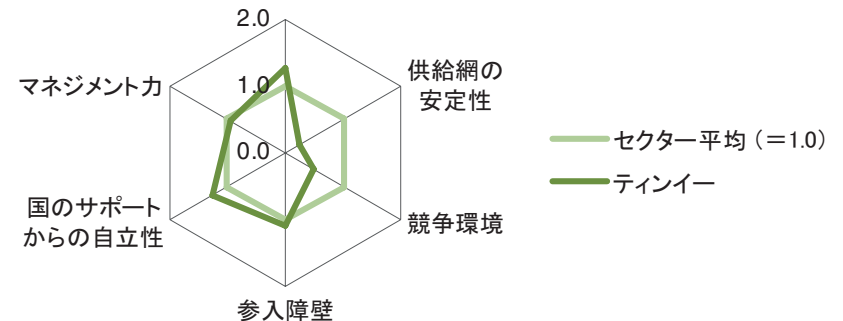 2.0
1.0
0.0
供給網の
安定性
競争環境
参入障壁
国のサポート
からの自立性
マネジメント力
セクター平均（＝1.0）
ティンイー